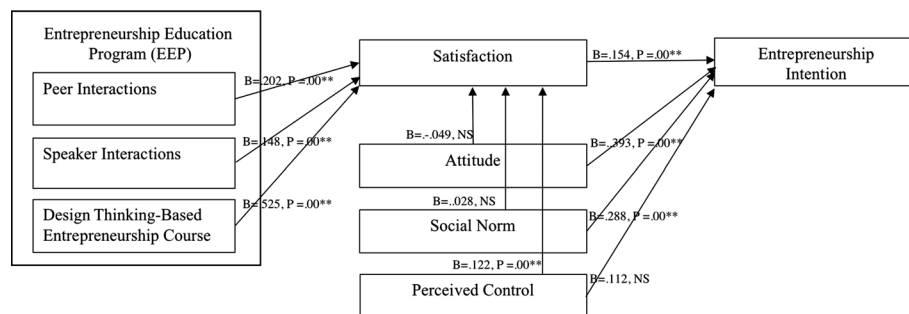 Entrepreneurship Education
Program (EEP)
Peer Interactions
Speaker Interactions
Design Thinking-Based
Entrepreneurship Course
B=.202, P =.00**
B=.148, P =.00**
B=.525, P =.00**
Satisfaction
B=.-.049, NS
Attitude
B=..028, NS
Social Norm
B=.122, P =.00**
Perceived Control
B=.154, P =.00**
B=..393, P =.00**
B=.288, P =.00**
B=.112, NS
Entrepreneurship
Intention